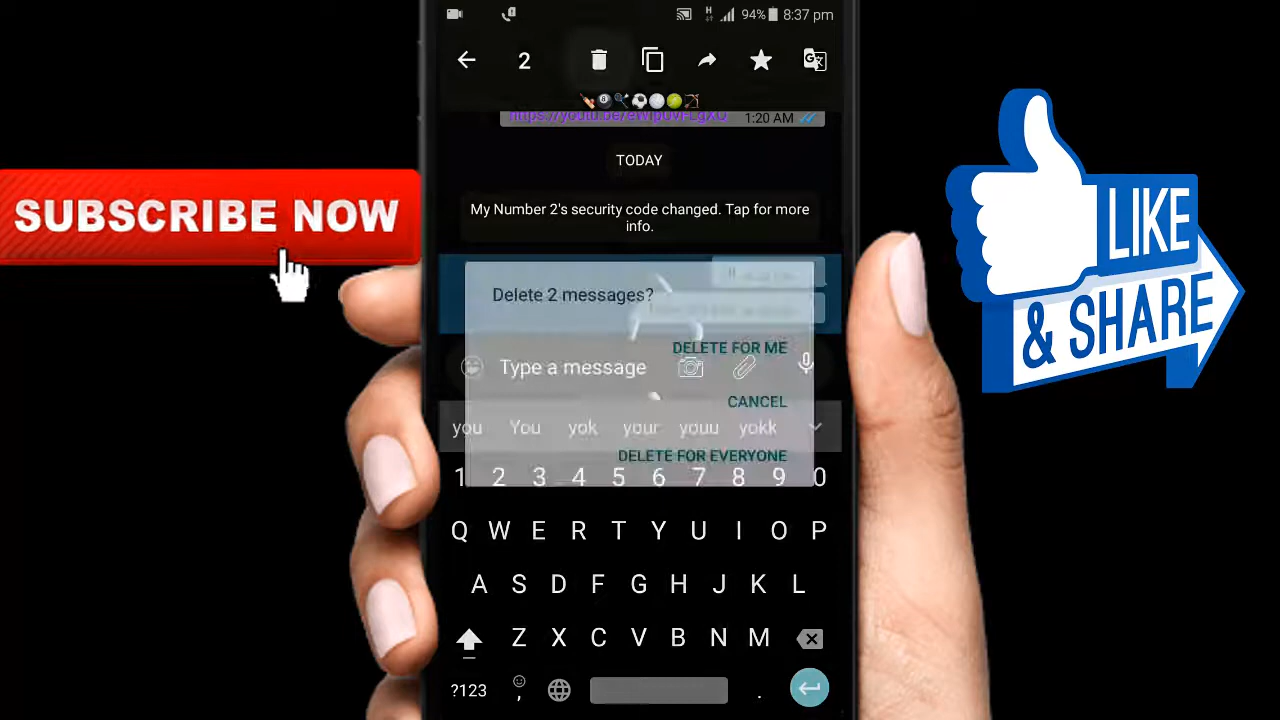 H 94% 8:37 pm
2
1:20 AM
TODAY
My Number 2's security code changed. Tap for more
info.
SUBSCRIBE NOW
LIKE
& SHARE
Delete 2 messages?
DELETE FOR ME
Type a message
CANCEL
you You yok your youu yokk
DELETE FOR EVERYONE
1 2 3 4 5 6 7 8 9 0
Q W E R T Y U I O P
A S D F G H J K L
Z X C V B N M
?123 , .